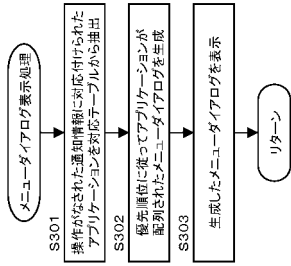 メニューダイアログ表示処理
S301
操作がなされた通知情報に対応付けられた
アプリケーションを対応テーブルから抽出
S302
優先順位に従ってアプリケーションが
配列されたメニューダイアログを生成
S303
生成したメニューダイアログを表示
リターン